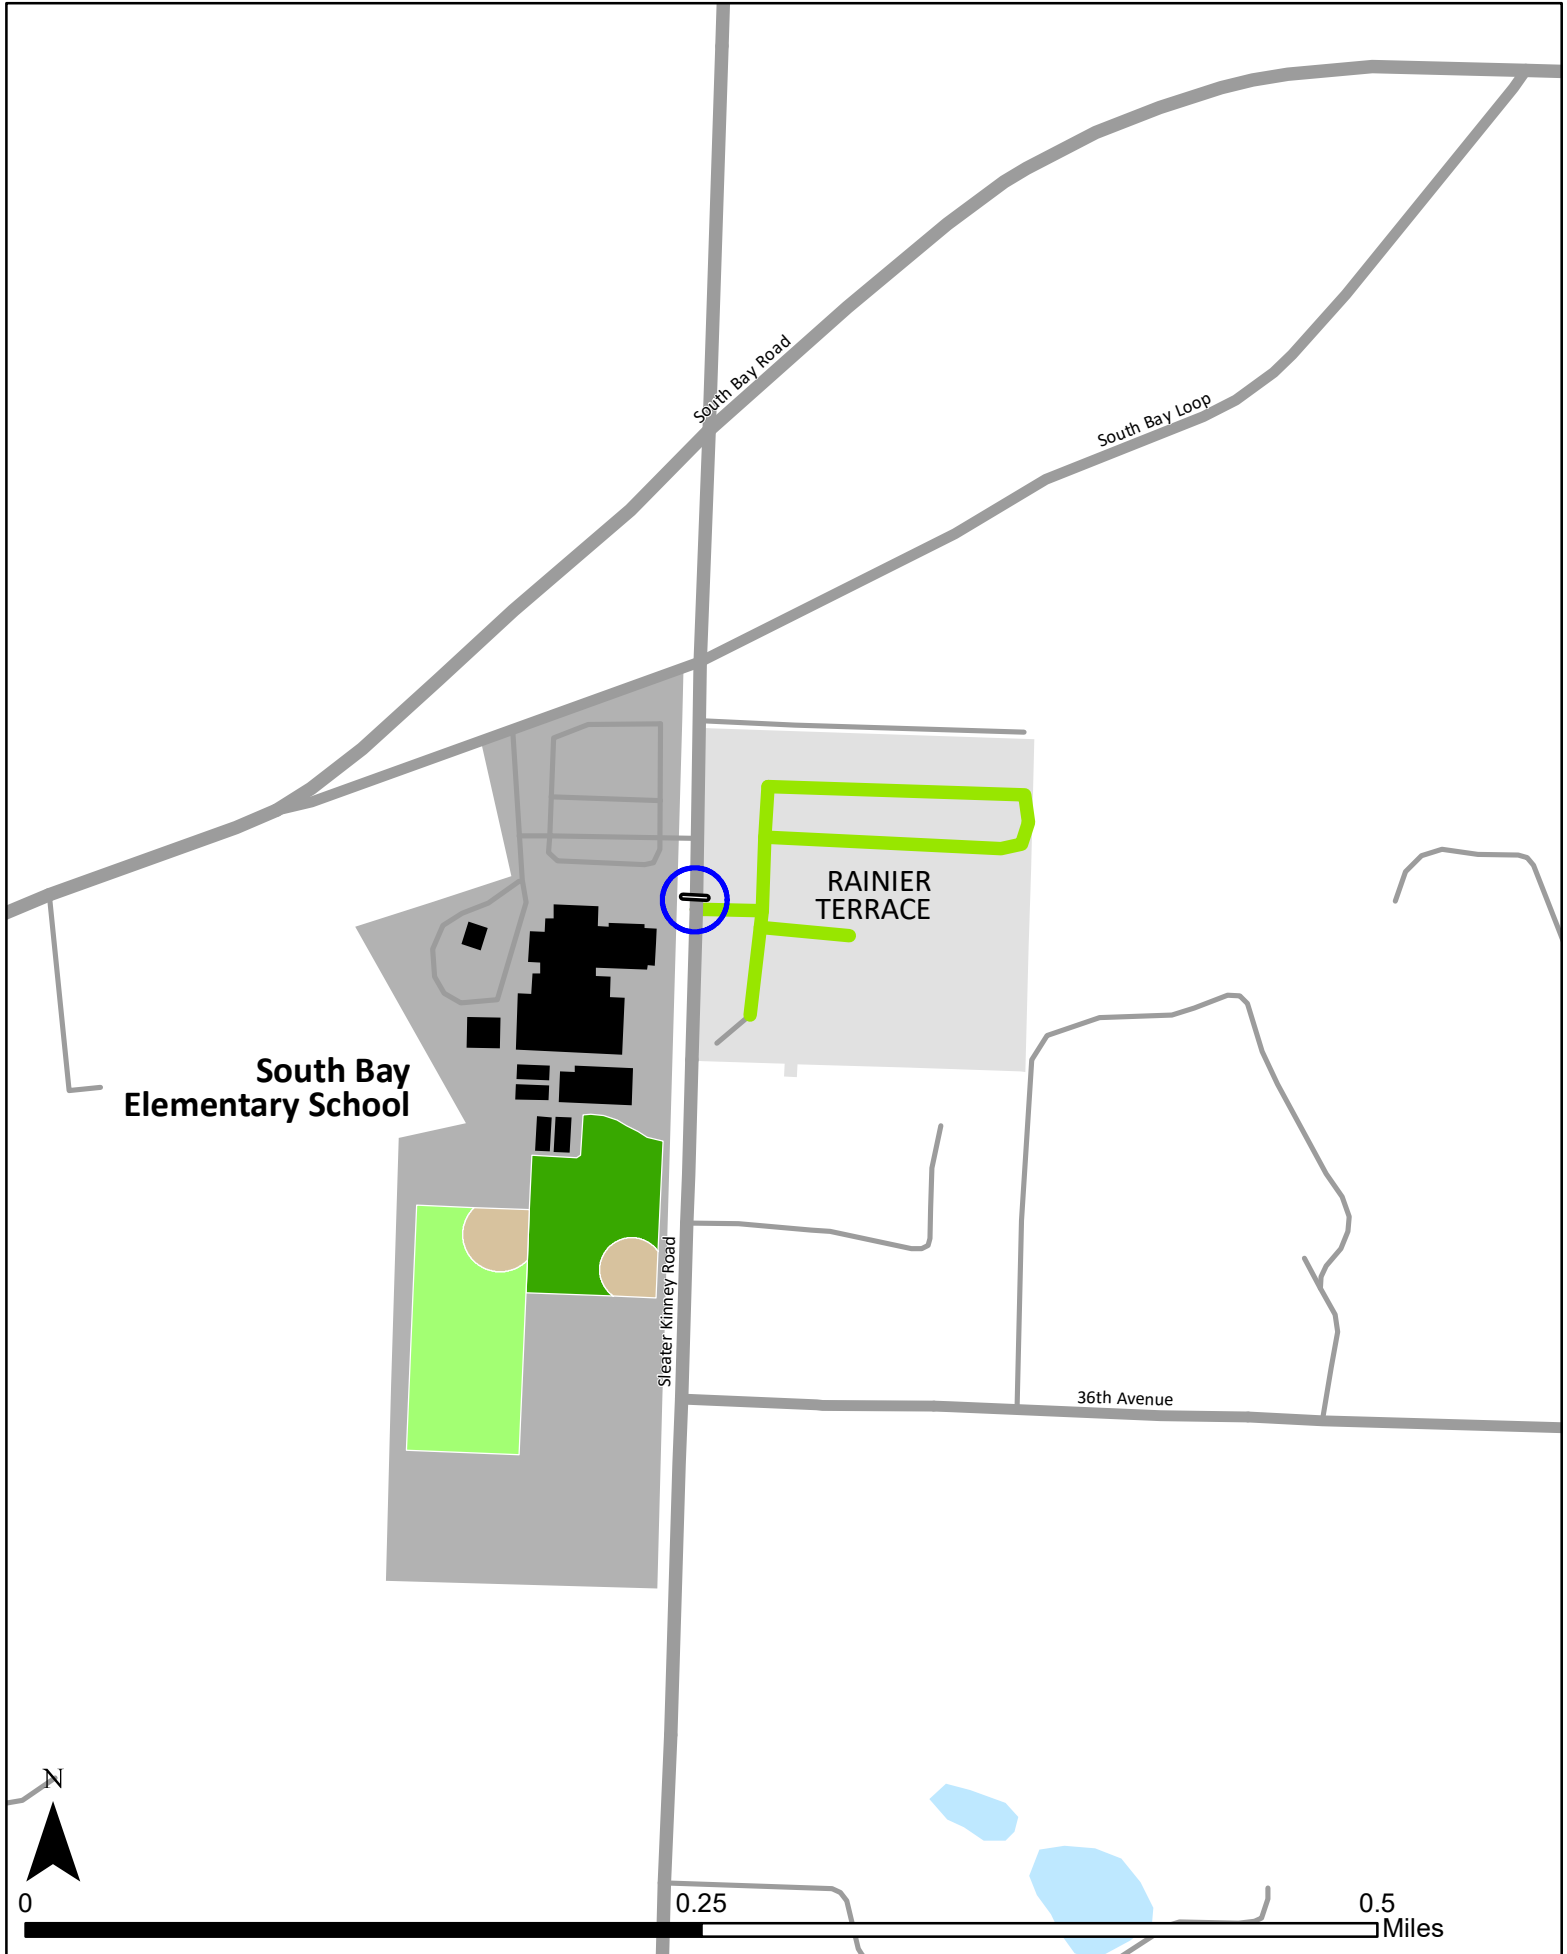 South Bay Road
South Bay Loop
RAINIER
TERRACE
South Bay
Elementary School
Sleater Kinney Road
36th Avenue
N
0
0.25
0.5
Miles